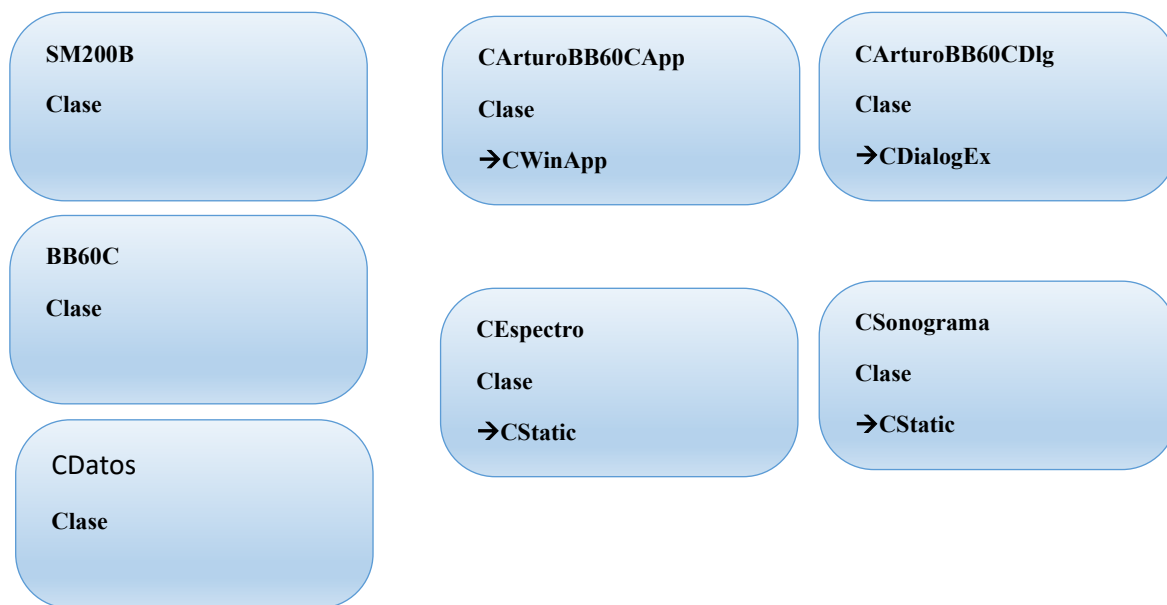 SM200B
Clase
BB60C
Clase
CDatos
Clase
CArturoBB60CApp
Clase
→CWinApp
CArturoBB60CDlg
Clase
→CDialogEx
CEspectro
Clase
→CStatic
CSonograma
Clase
→CStatic